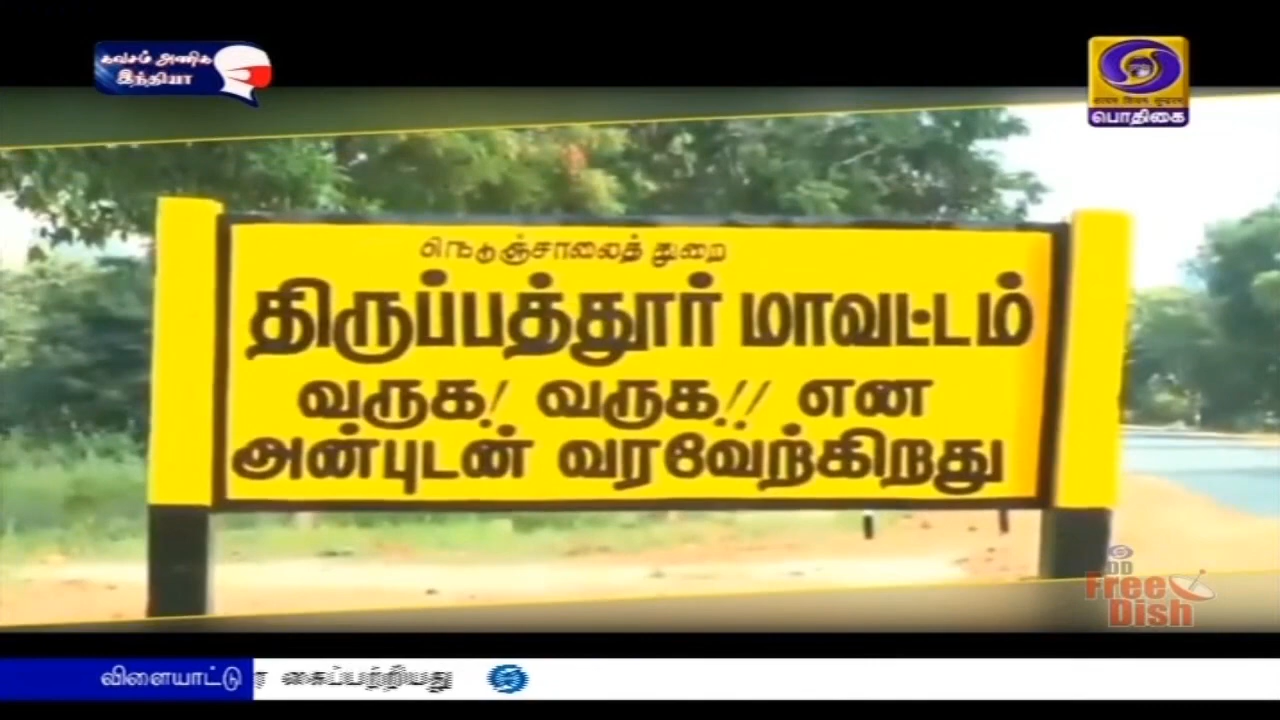 கவசம் அணிக
இந்தியா
பொதிகை
நெடுஞ்சாலைத் துறை
திருப்பத்தூர் மாவட்டம்
வருக! வருக!! என
அன்புடன் வரவேற்கிறது
DD
Free
Dish
விளையாட்டு
கைப்பற்றியது